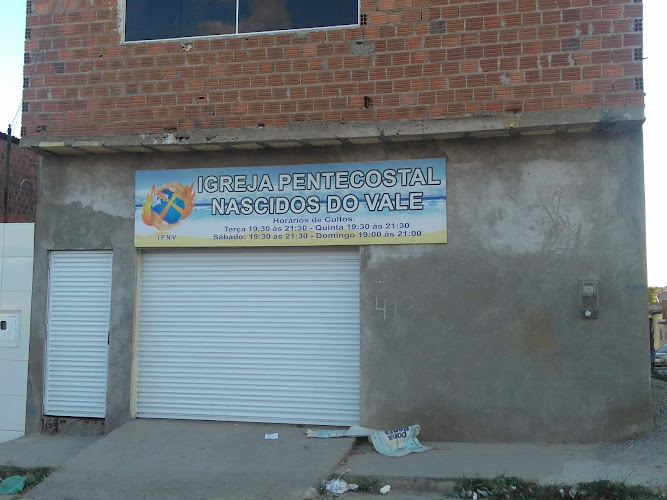 IGREJA PENTECOSTAL
NASCIDOS DO VALE
Horários de Cultos:
Terça 19:30 às 21:30 - Quinta 19:30 às 21:30
Sábado: 19:30 às 21:30 - Domingo 19:00 às 21:00
IPNV